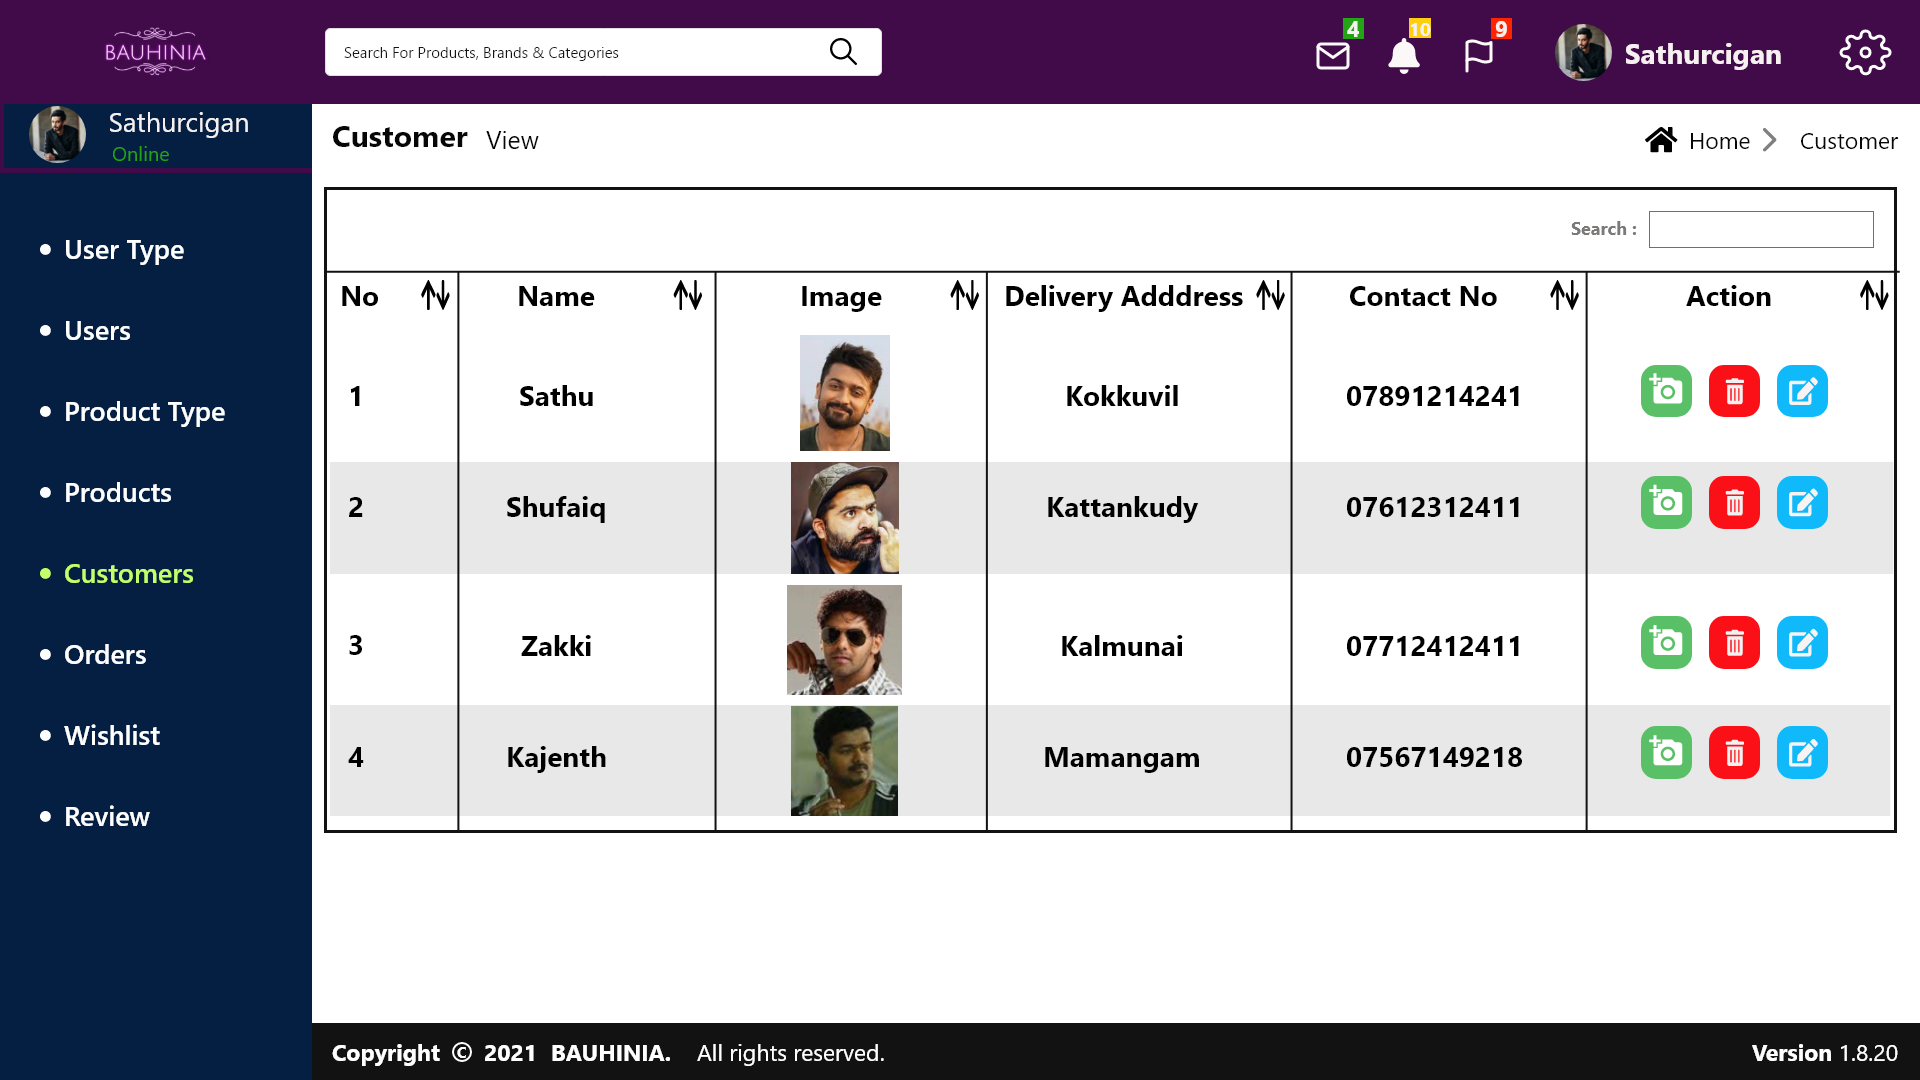 BAUHINIA
Search For Products, Brands & Categories
4
10
9
Sathurcigan
Sathurcigan
Online
User Type
Users
Product Type
Products
Customers
Orders
Wishlist
Review
Customer View
Home Customer
Search :
No Name Image Delivery Adddress Contact No Action
1 Sathu Kokkuvil 07891214241
2 Shufaiq Kattankudy 07612312411
3 Zakki Kalmunai 07712412411
4 Kajenth Mamangam 07567149218
Copyright © 2021 BAUHINIA. All rights reserved.
Version 1.8.20